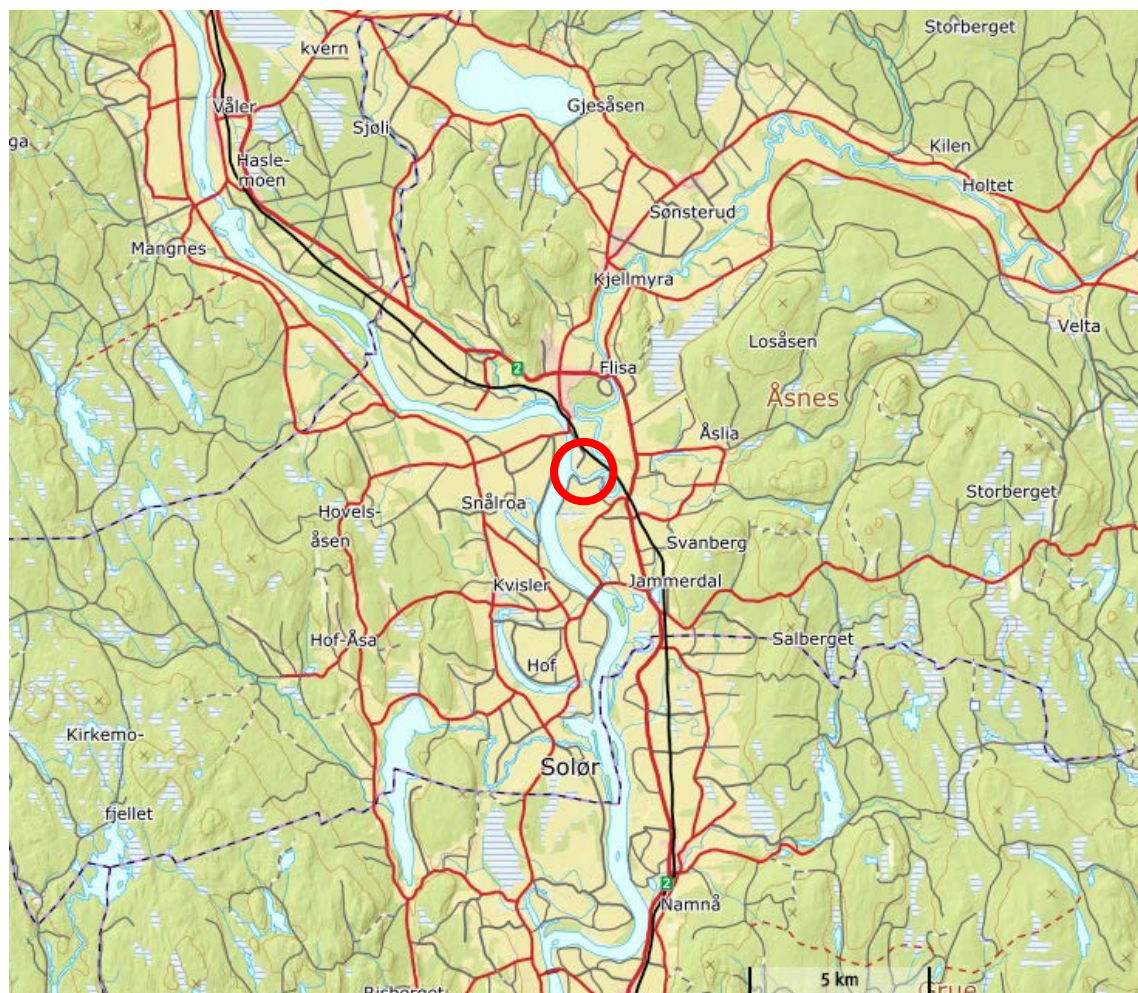 Storberget
kvern
Våler
Gjesåsen
Sjøli
ga
Kilen
Hasle-
moen
Holtet
Sønsterud
Mangnes
Kjellmyra
Velta
Losåsen
2
Flisa
Åsnes
Åslia
Snålroa
Storberget
Hovels-
åsen
Svanberg
Kvisler
Jammerdal
Hof-Åsa
Salberget
Hof
Kirkemo-
Solør
fjellet
2
Namnå
5 km
Grue